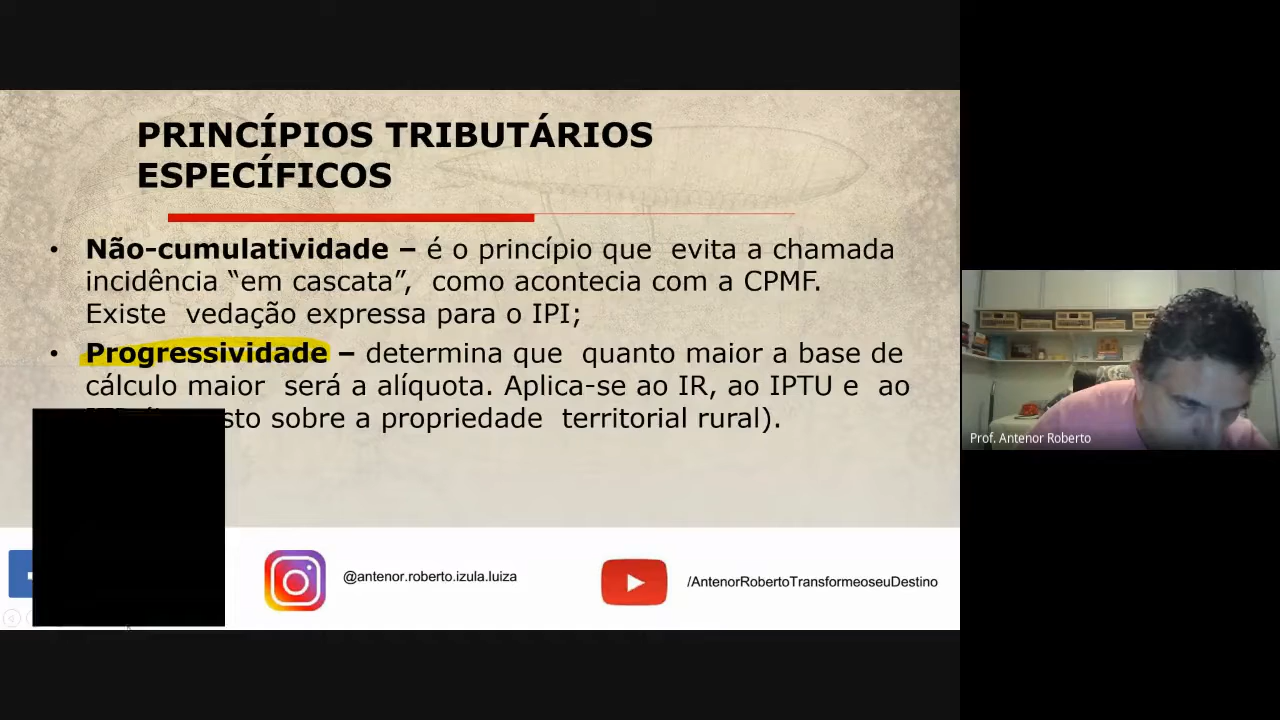 PRINCÍPIOS TRIBUTÁRIOS
ESPECÍFICOS
• Não-cumulatividade – é o princípio que evita a chamada
incidência “em cascata”, como acontecia com a CPMF.
Existe vedação expressa para o IPI;
• Progressividade – determina que quanto maior a base de
cálculo maior será a alíquota. Aplica-se ao IR, ao IPTU e ao
sobre a propriedade territorial rural).
@antenor.roberto.izula.luiza
/AntenorRobertoTransformeoseuDestino
Prof. Antenor Roberto